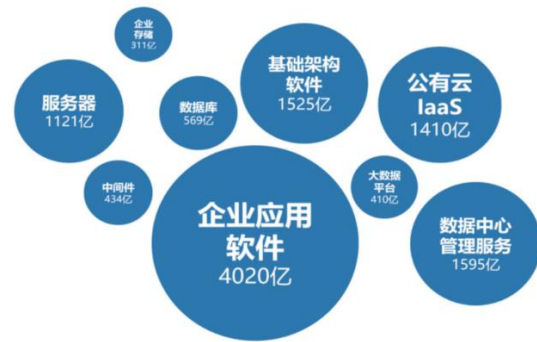 企业
存储
311亿
服务器
1121亿
数据库
569亿
基础架构
软件
1525亿
公有云
IaaS
1410亿
中间件
434亿
企业应用
软件
4020亿
大数据
平台
410亿
数据中心
管理服务
1595亿